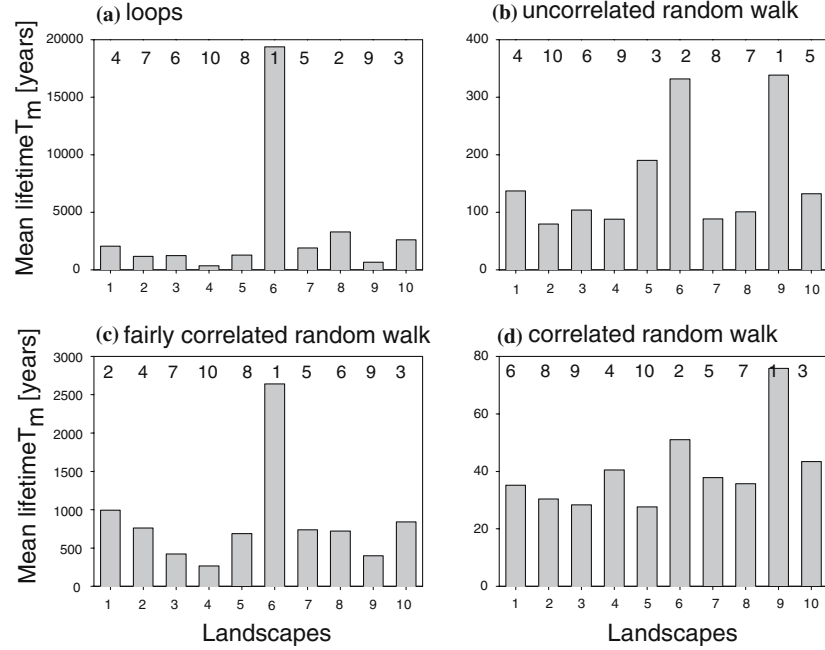 (a) loops
Mean lifetimeTm [years]
20000
15000
10000
5000
0
4 7 6 10 8 1 5 2 9 3
1 2 3 4 5 6 7 8 9 10
(b) uncorrelated random walk
400
300
200
100
0
4 10 6 9 3 2 8 7 1 5
1 2 3 4 5 6 7 8 9 10
(c) fairly correlated random walk
Mean lifetimeTm [years]
3000
2500
2000
1500
1000
500
0
2 4 7 10 8 1 5 6 9 3
1 2 3 4 5 6 7 8 9 10
Landscapes
(d) correlated random walk
80
60
40
20
0
6 8 9 4 10 2 5 7 1 3
1 2 3 4 5 6 7 8 9 10
Landscapes